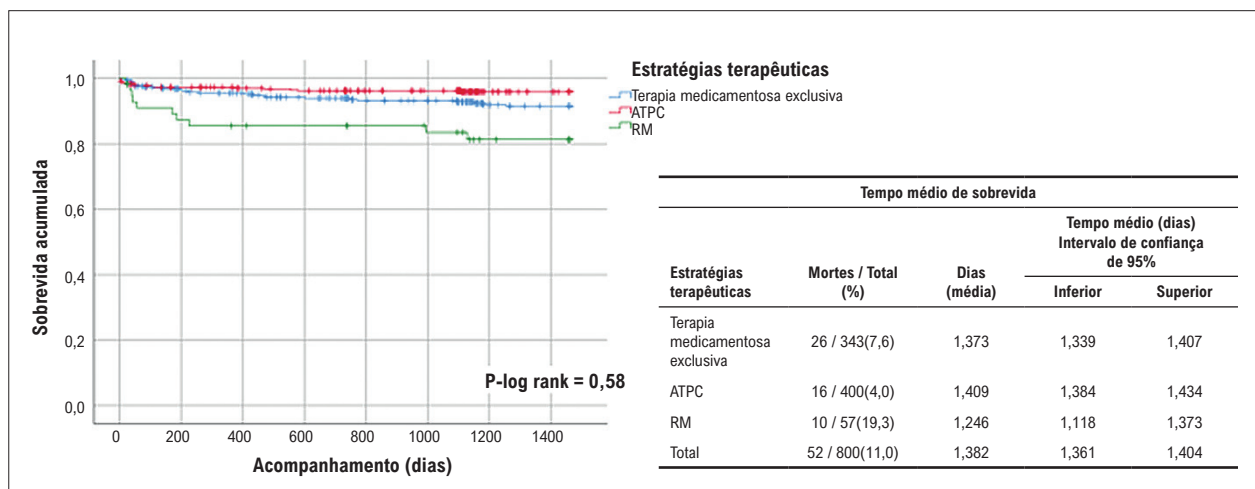 Estratégias terapêuticas
Terapia medicamentosa exclusiva
ATPC
RM
1,0
0,8
0,6
0,4
0,2
0,0
Sobrevida acumulada
P-log rank = 0,58
0 200 400 600 800 1000 1200 1400
Acompanhamento (dias)
Tempo médio de sobrevida
Tempo médio (dias)
Intervalo de confiança
de 95%
Estratégias
terapêuticas
Mortes / Total
(%)
Dias
(média)
Inferior
Superior
Terapia
medicamentosa
exclusiva
26 / 343(7,6) 1,373 1,339 1,407
ATPC 16 / 400(4,0) 1,409 1,384 1,434
RM 10 / 57(19,3) 1,246 1,118 1,373
Total 52 / 800(11,0) 1,382 1,361 1,404